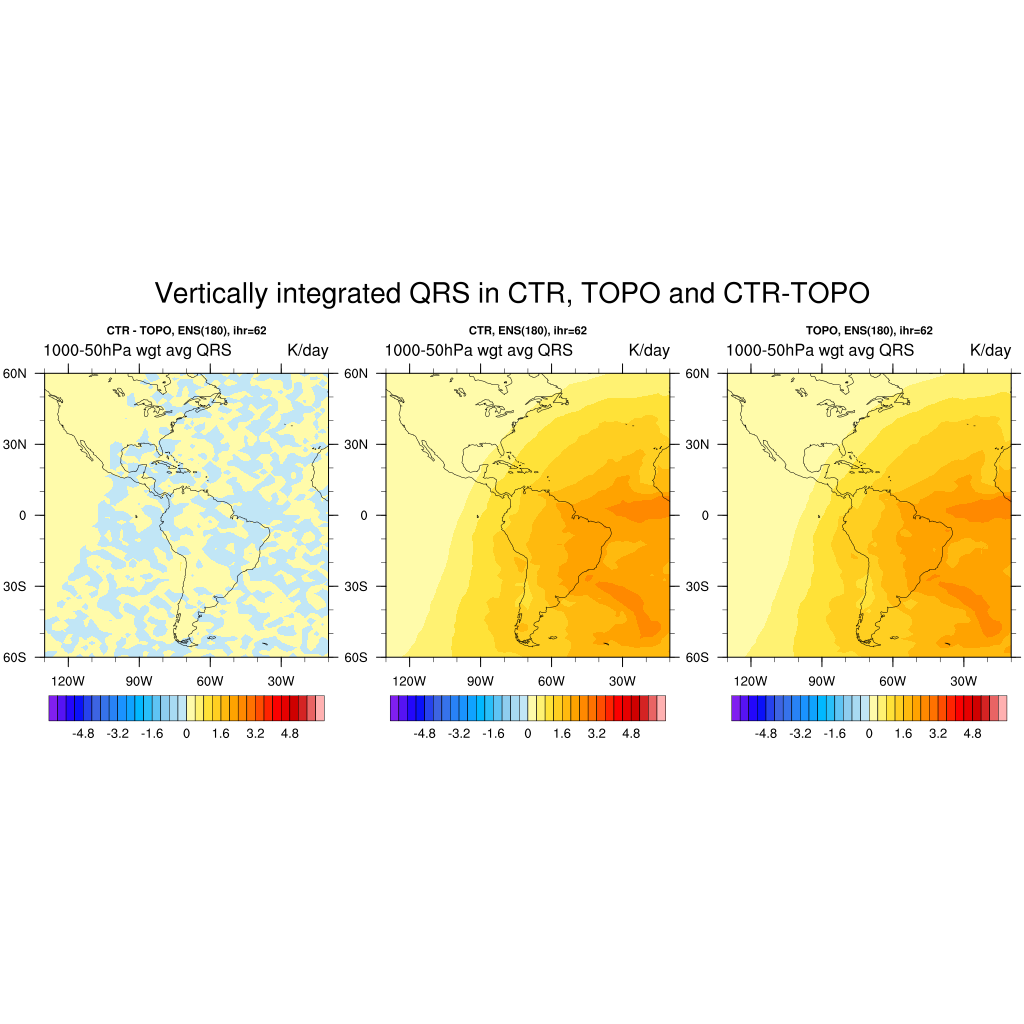 Vertically integrated QRS in CTR, TOPO and CTR-TOPO
CTR - TOPO, ENS(180), ihr=62
1000-50hPa wgt avg QRS K/day
60N
30N
0
30S
60S
120W 90W 60W 30W
-4.8 -3.2 -1.6 0 1.6 3.2 4.8
CTR, ENS(180), ihr=62
1000-50hPa wgt avg QRS K/day
60N
30N
0
30S
60S
120W 90W 60W 30W
-4.8 -3.2 -1.6 0 1.6 3.2 4.8
TOPO, ENS(180), ihr=62
1000-50hPa wgt avg QRS K/day
60N
30N
0
30S
60S
120W 90W 60W 30W
-4.8 -3.2 -1.6 0 1.6 3.2 4.8